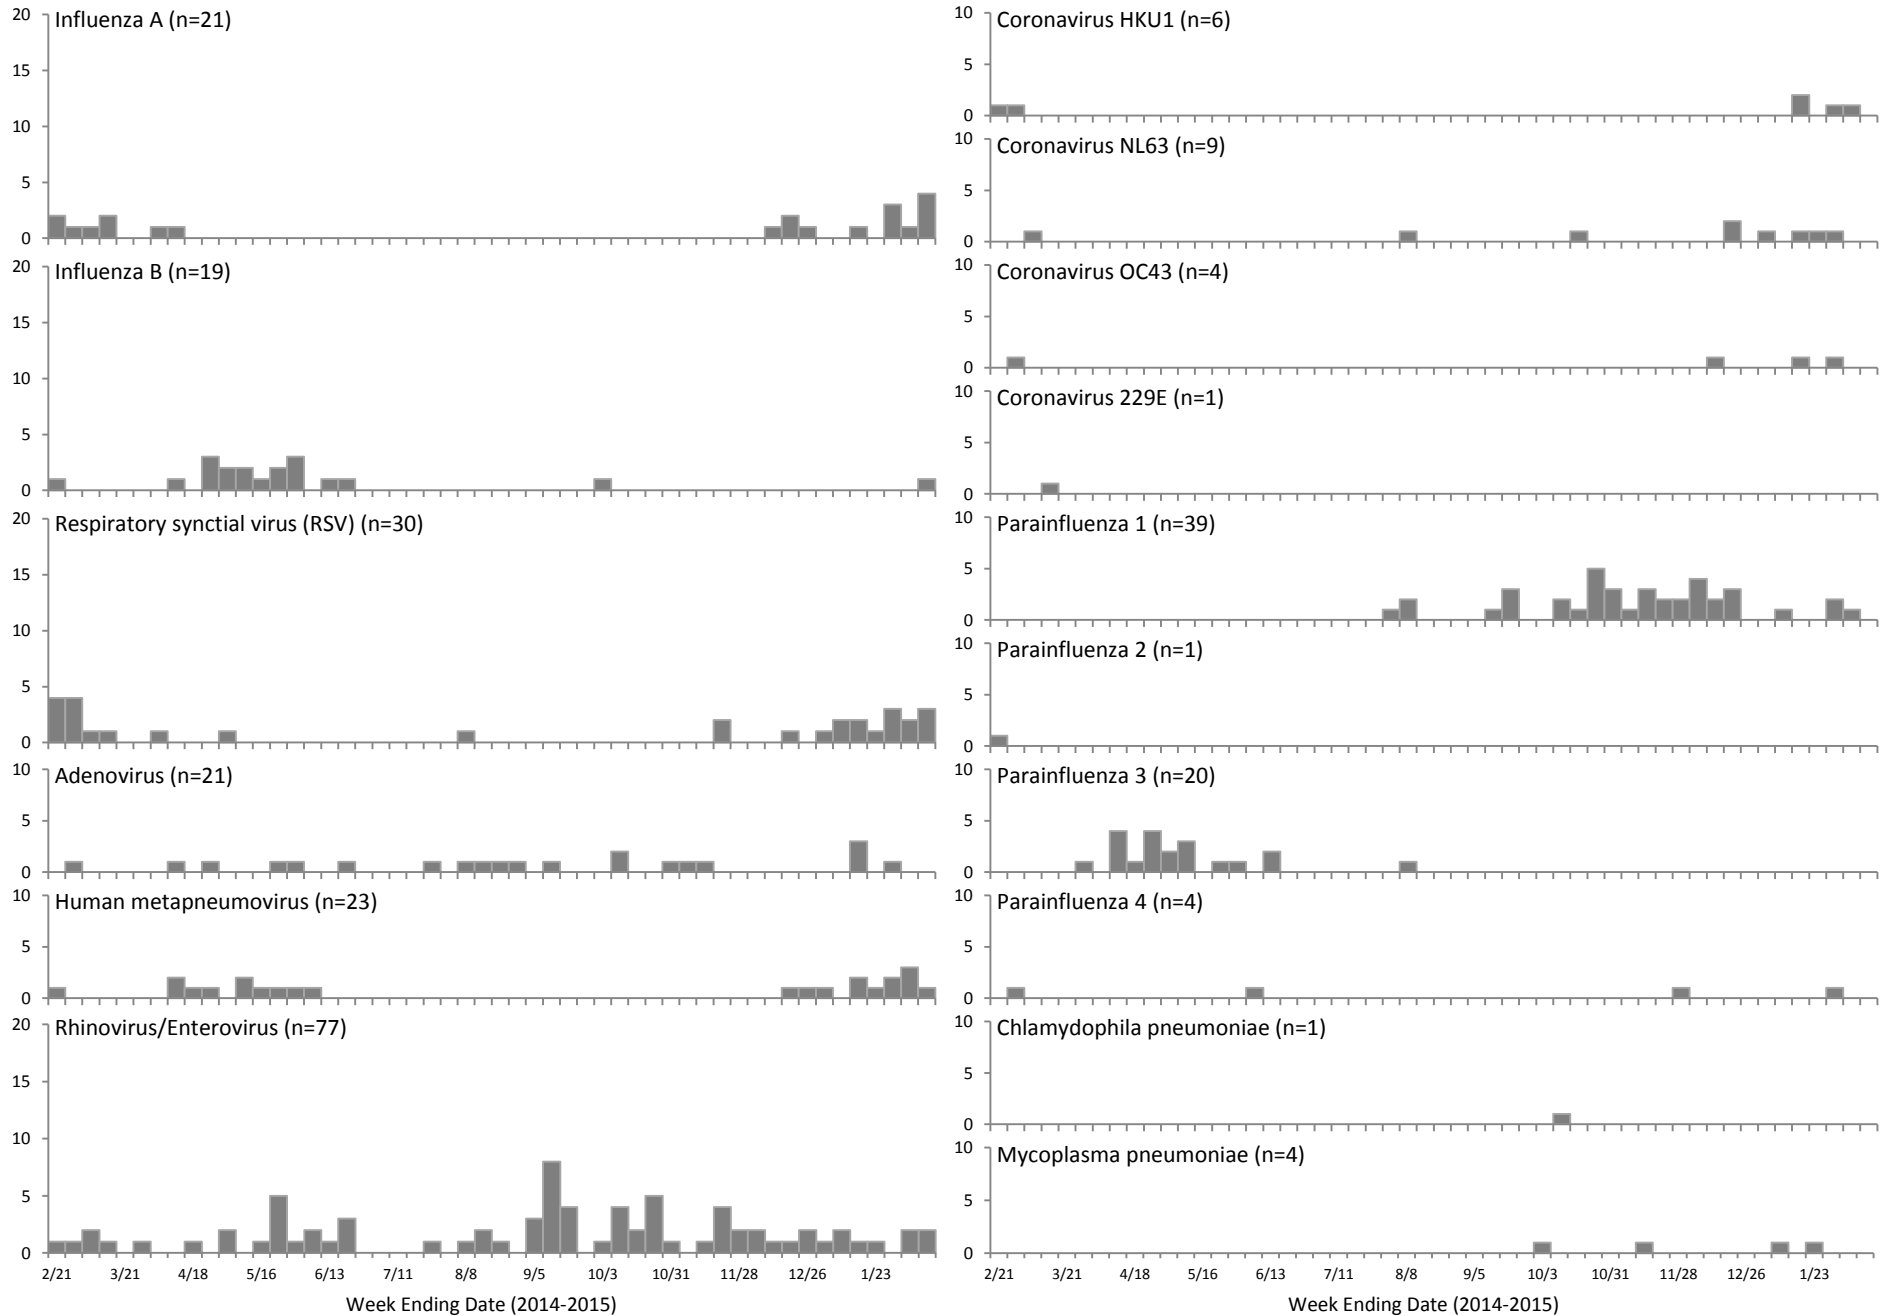 Influenza A (n=21)
20
15
10
5
0
Influenza B (n=19)
20
15
10
5
0
Respiratory synctial virus (RSV) (n=30)
20
15
10
5
0
Adenovirus (n=21)
10
5
0
Human metapneumovirus (n=23)
10
5
0
Rhinovirus/Enterovirus (n=77)
20
15
10
5
0
2/21 3/21 4/18 5/16 6/13 7/11 8/8 9/5 10/3 10/31 11/28 12/26 1/23
Week Ending Date (2014-2015)
Coronavirus HKU1 (n=6)
10
5
0
Coronavirus NL63 (n=9)
10
5
0
Coronavirus OC43 (n=4)
10
5
0
Coronavirus 229E (n=1)
10
5
0
Parainfluenza 1 (n=39)
10
5
0
Parainfluenza 2 (n=1)
10
5
0
Parainfluenza 3 (n=20)
10
5
0
Parainfluenza 4 (n=4)
10
5
0
Chlamydophila pneumoniae (n=1)
10
5
0
Mycoplasma pneumoniae (n=4)
10
5
0
2/21 3/21 4/18 5/16 6/13 7/11 8/8 9/5 10/3 10/31 11/28 12/26 1/23
Week Ending Date (2014-2015)